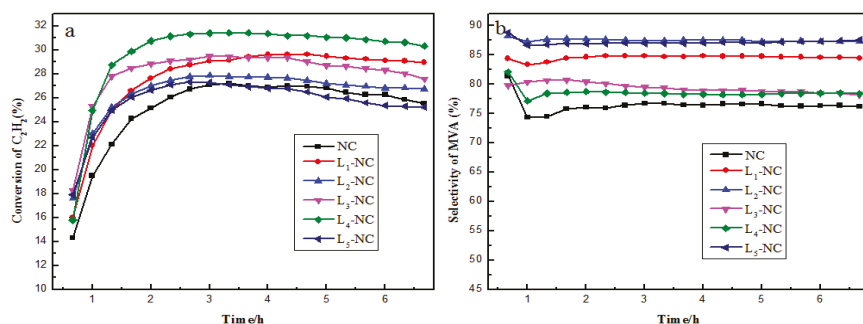 a
Conversion of C2H2(%)
32
30
28
26
24
22
20
18
16
14
12
10
NC
L1-NC
L2-NC
L3-NC
L4-NC
L5-NC
1 2 3 4 5 6
Time/h
b
Selectivity of MVA (%)
90
85
80
75
70
65
60
55
50
45
NC
L1-NC
L2-NC
L3-NC
L4-NC
L5-NC
1 2 3 4 5 6
Time/h